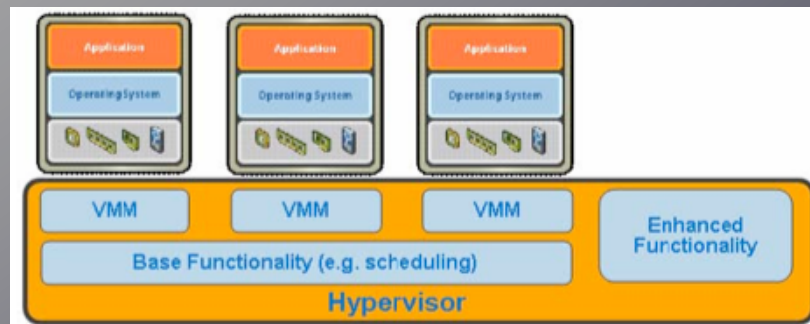 Application
Application
Application
Operating System
Operating System
Operating System
VMM
VMM
VMM
Enhanced
Functionality
Base Functionality (e.g. scheduling)
Hypervisor